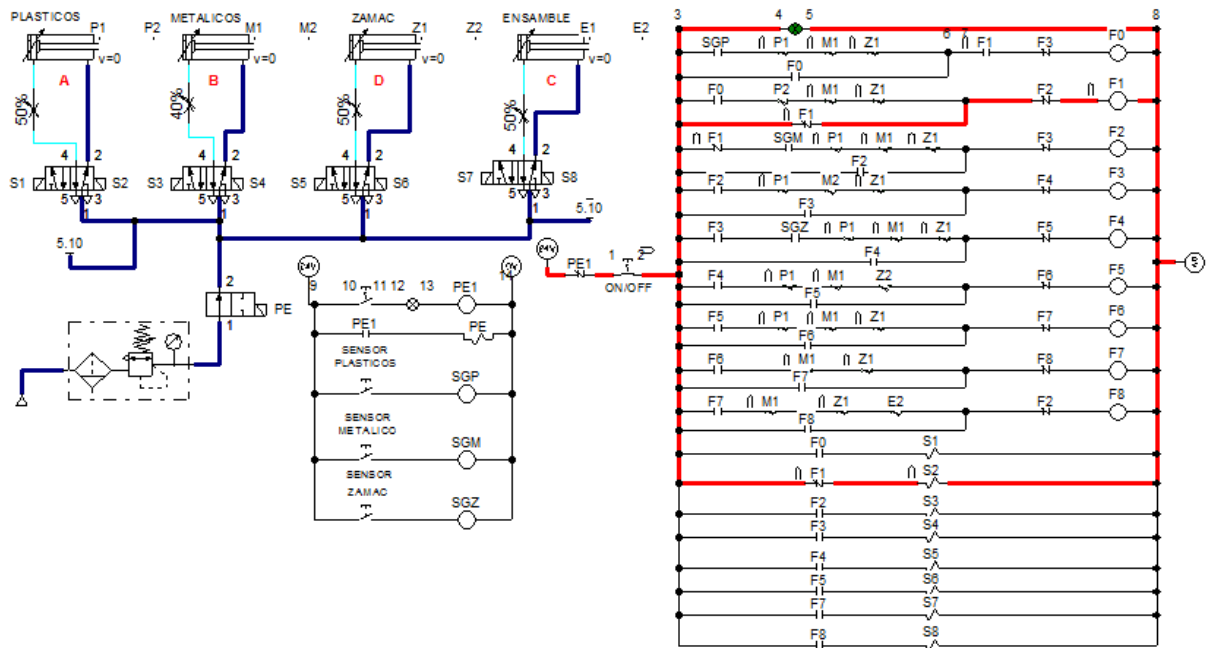 PLASTICOS P1 P2 METALICOS M1 M2 ZAMAC Z1 Z2 ENSAMBLE E1 E2
v=0 v=0 v=0 v=0
A B D C
50% 40% 50% 50%
4 2 4 2 4 2 4 2
S1 S2 S3 S4 S5 S6 S7 S8
5 3 5 3 5 3 5 3
1 1 1 1
5.10
5.10
2
PE
1
24V
9 10 11 12 13 PE1
PE1 PE
SENSOR
PLASTICOS
SGP
SENSOR
METALICO
SGM
SENSOR
ZAMAC
SGZ
24V PE1 1 2
ON/OFF
3 4 5 8
SGP P1 M1 Z1 6 7 F1 F3 F0
F0
F0 P2 M1 Z1 F2 F1
F1
F1 SGM P1 M1 Z1 F3 F2
F2
F2 P1 M2 Z1 F4 F3
F3
F3 SGZ P1 M1 Z1 F5 F4
F4
F4 P1 M1 Z2 F6 F5
F5
F5 P1 M1 Z1 F7 F6
F6
F6 M1 Z1 F8 F7
F7
F7 M1 Z1 E2 F2 F8
F8
F0 S1
F1 S2
F2 S3
F3 S4
F4 S5
F5 S6
F7 S7
F8 S8